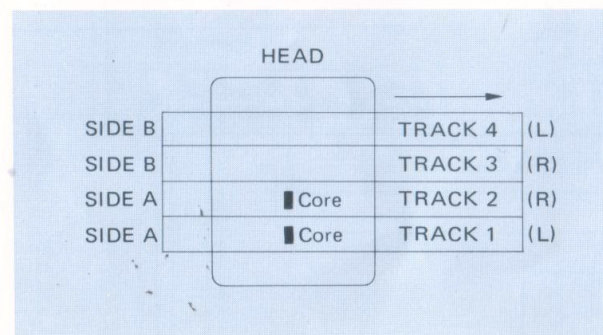 HEAD
SIDE B TRACK 4 (L)
SIDE B TRACK 3 (R)
SIDE A Core TRACK 2 (R)
SIDE A Core TRACK 1 (L)